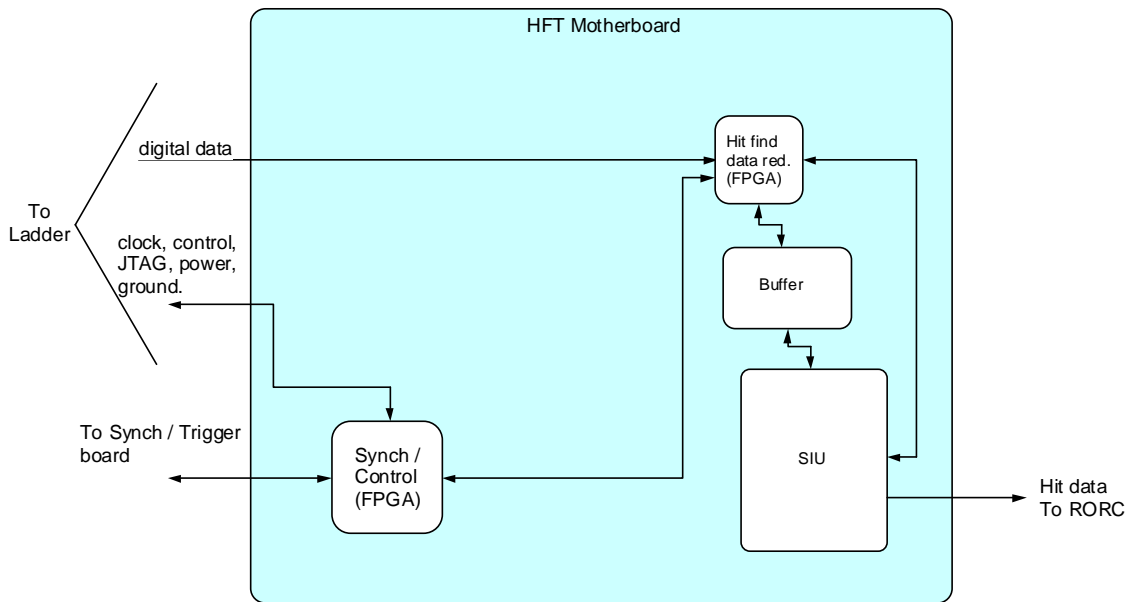 HFT Motherboard
digital data
Hit find
data red.
(FPGA)
To
Ladder
clock, control,
JTAG, power,
ground.
Buffer
To Synch / Trigger
board
Synch /
Control
(FPGA)
SIU
Hit data
To RORC